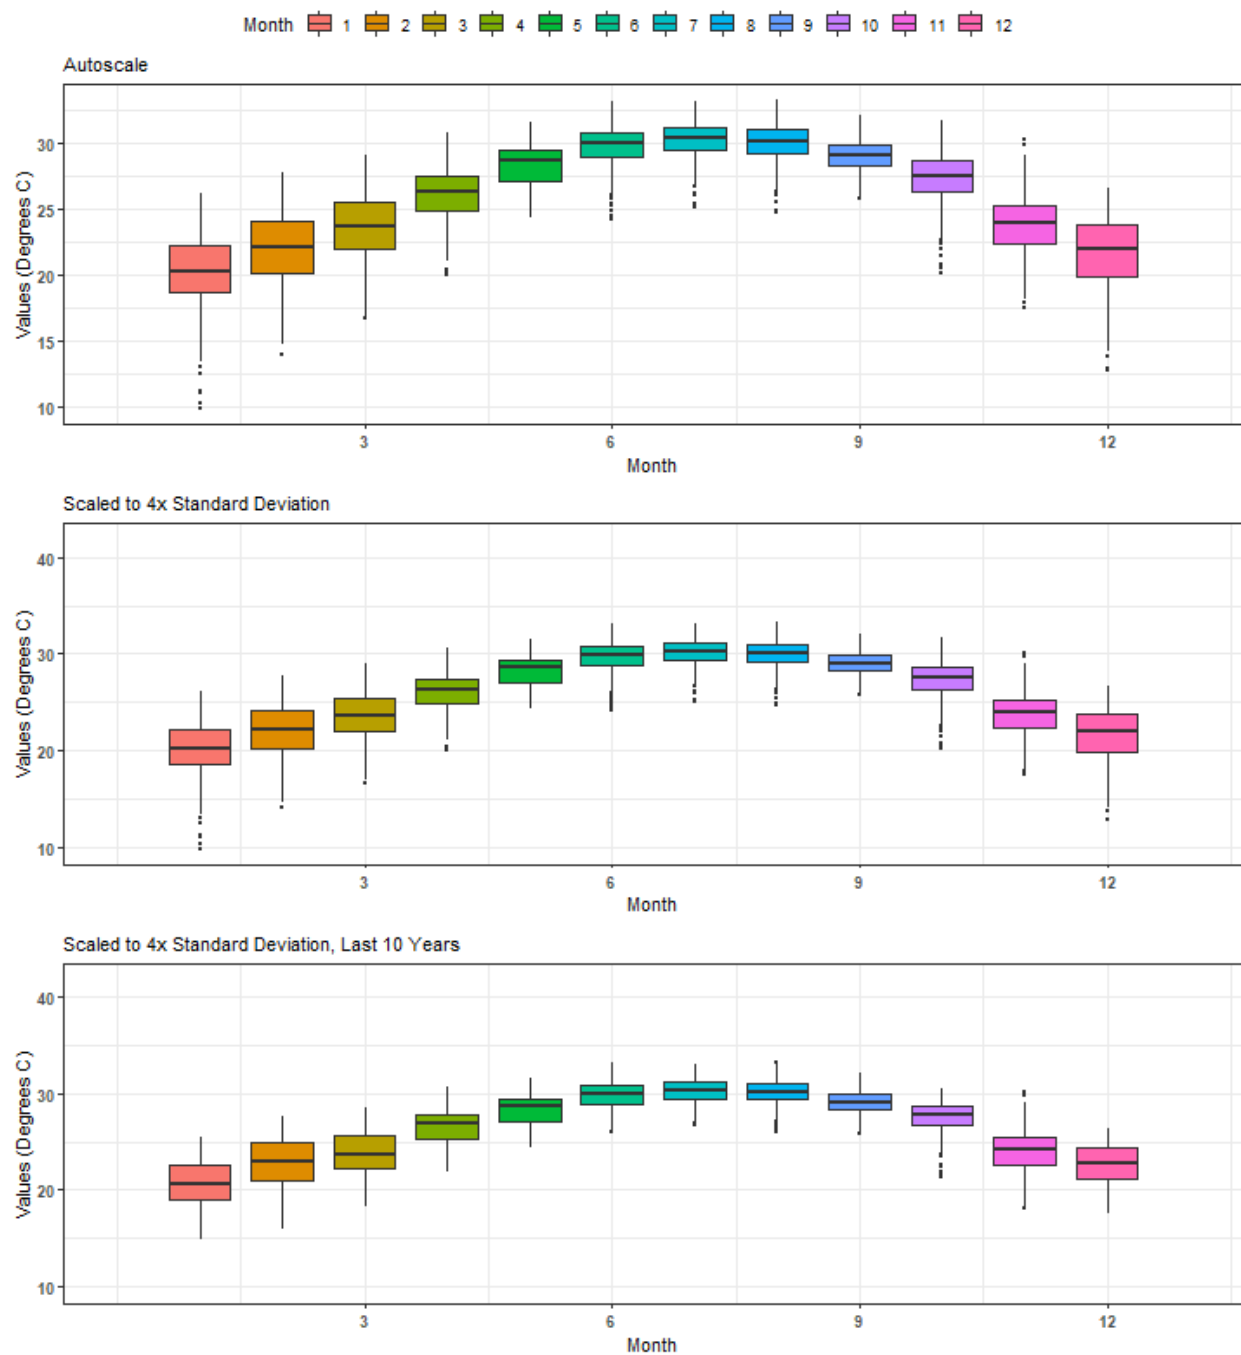 Month 1 2 3 4 5 6 7 8 9 10 11 12
Autoscale
Values (Degrees C)
30
25
20
15
10
3 6 9 12
Month
Scaled to 4x Standard Deviation
Values (Degrees C)
40
30
20
10
3 6 9 12
Month
Scaled to 4x Standard Deviation, Last 10 Years
Values (Degrees C)
40
30
20
10
3 6 9 12
Month